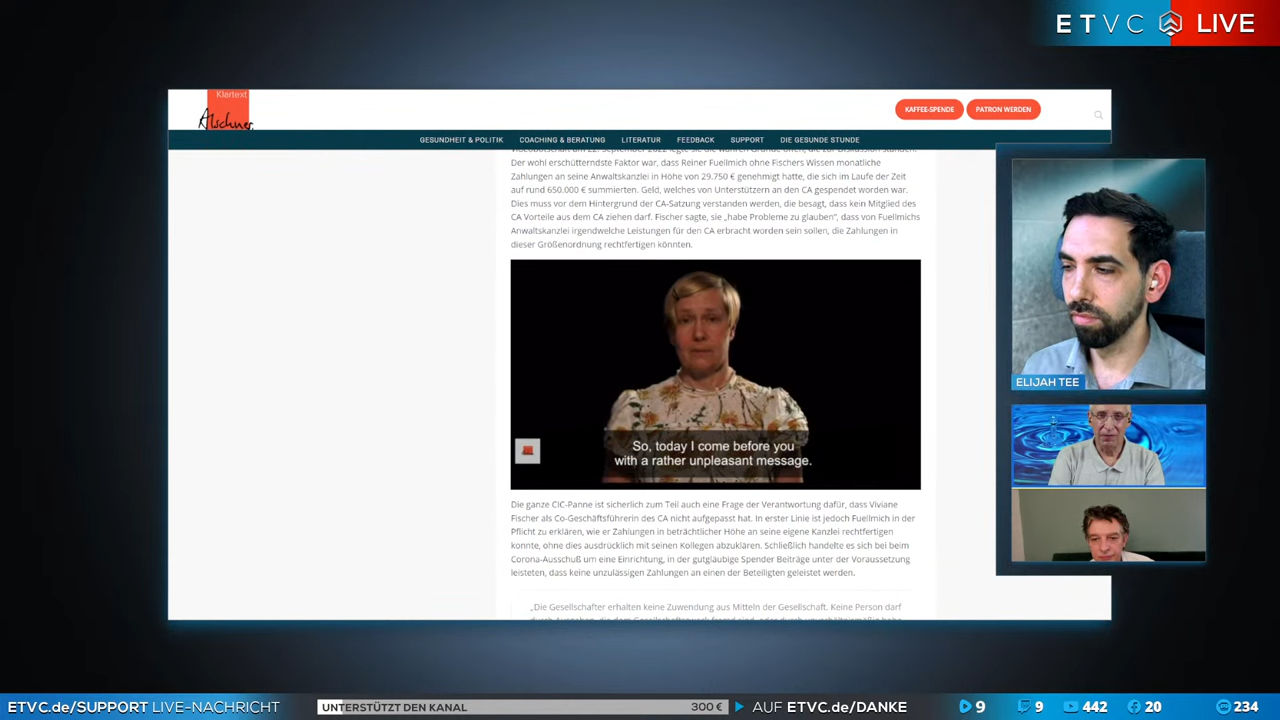 ETVC LIVE
Klartext
Alschner
KAFFEE-SPENDE
PATRON WERDEN
GESUNDHEIT & POLITIK
COACHING & BERATUNG
LITERATUR
FEEDBACK
SUPPORT
DIE GESUNDE STUNDE
Der wohl erschütterndste Faktor war, dass Reiner Fuellmich ohne Fischers Wissen monatliche
Zahlungen an seine Anwaltskanzlei in Höhe von 29.750 € genehmigt hatte, die sich im Laufe der Zeit
auf rund 650.000 € summierten. Geld, welches von Unterstützern an den CA gespendet worden war.
Dies muss vor dem Hintergrund der CA-Satzung verstanden werden, die besagt, dass kein Mitglied des
CA Vorteile aus dem CA ziehen darf. Fischer sagte, sie „habe Probleme zu glauben“, dass von Fuellmichs
Anwaltskanzlei irgendwelche Leistungen für den CA erbracht worden sein sollen, die Zahlungen in
dieser Größenordnung rechtfertigen könnten.
So, today I come before you
with a rather unpleasant message.
Die ganze CIC-Panne ist sicherlich zum Teil auch eine Frage der Verantwortung dafür, dass Viviane
Fischer als Co-Geschäftsführerin des CA nicht aufgepasst hat. In erster Linie ist jedoch Fuellmich in der
Pflicht zu erklären, wie er Zahlungen in beträchtlicher Höhe an seine eigene Kanzlei rechtfertigen
konnte, ohne dies ausdrücklich mit seinen Kollegen abzuklären. Schließlich handelte es sich bei beim
Corona-Ausschuß um eine Einrichtung, in der gutgläubige Spender Beiträge unter der Voraussetzung
leisteten, dass keine unzulässigen Zahlungen an einen der Beteiligten geleistet werden.
„Die Gesellschafter erhalten keine Zuwendung aus Mitteln der Gesellschaft. Keine Person darf
ELIJAH TEE
ETVC.de/SUPPORT LIVE-NACHRICHT
UNTERSTÜTZT DEN KANAL
300 €
AUF ETVC.de/DANKE
9
9
442
20
234